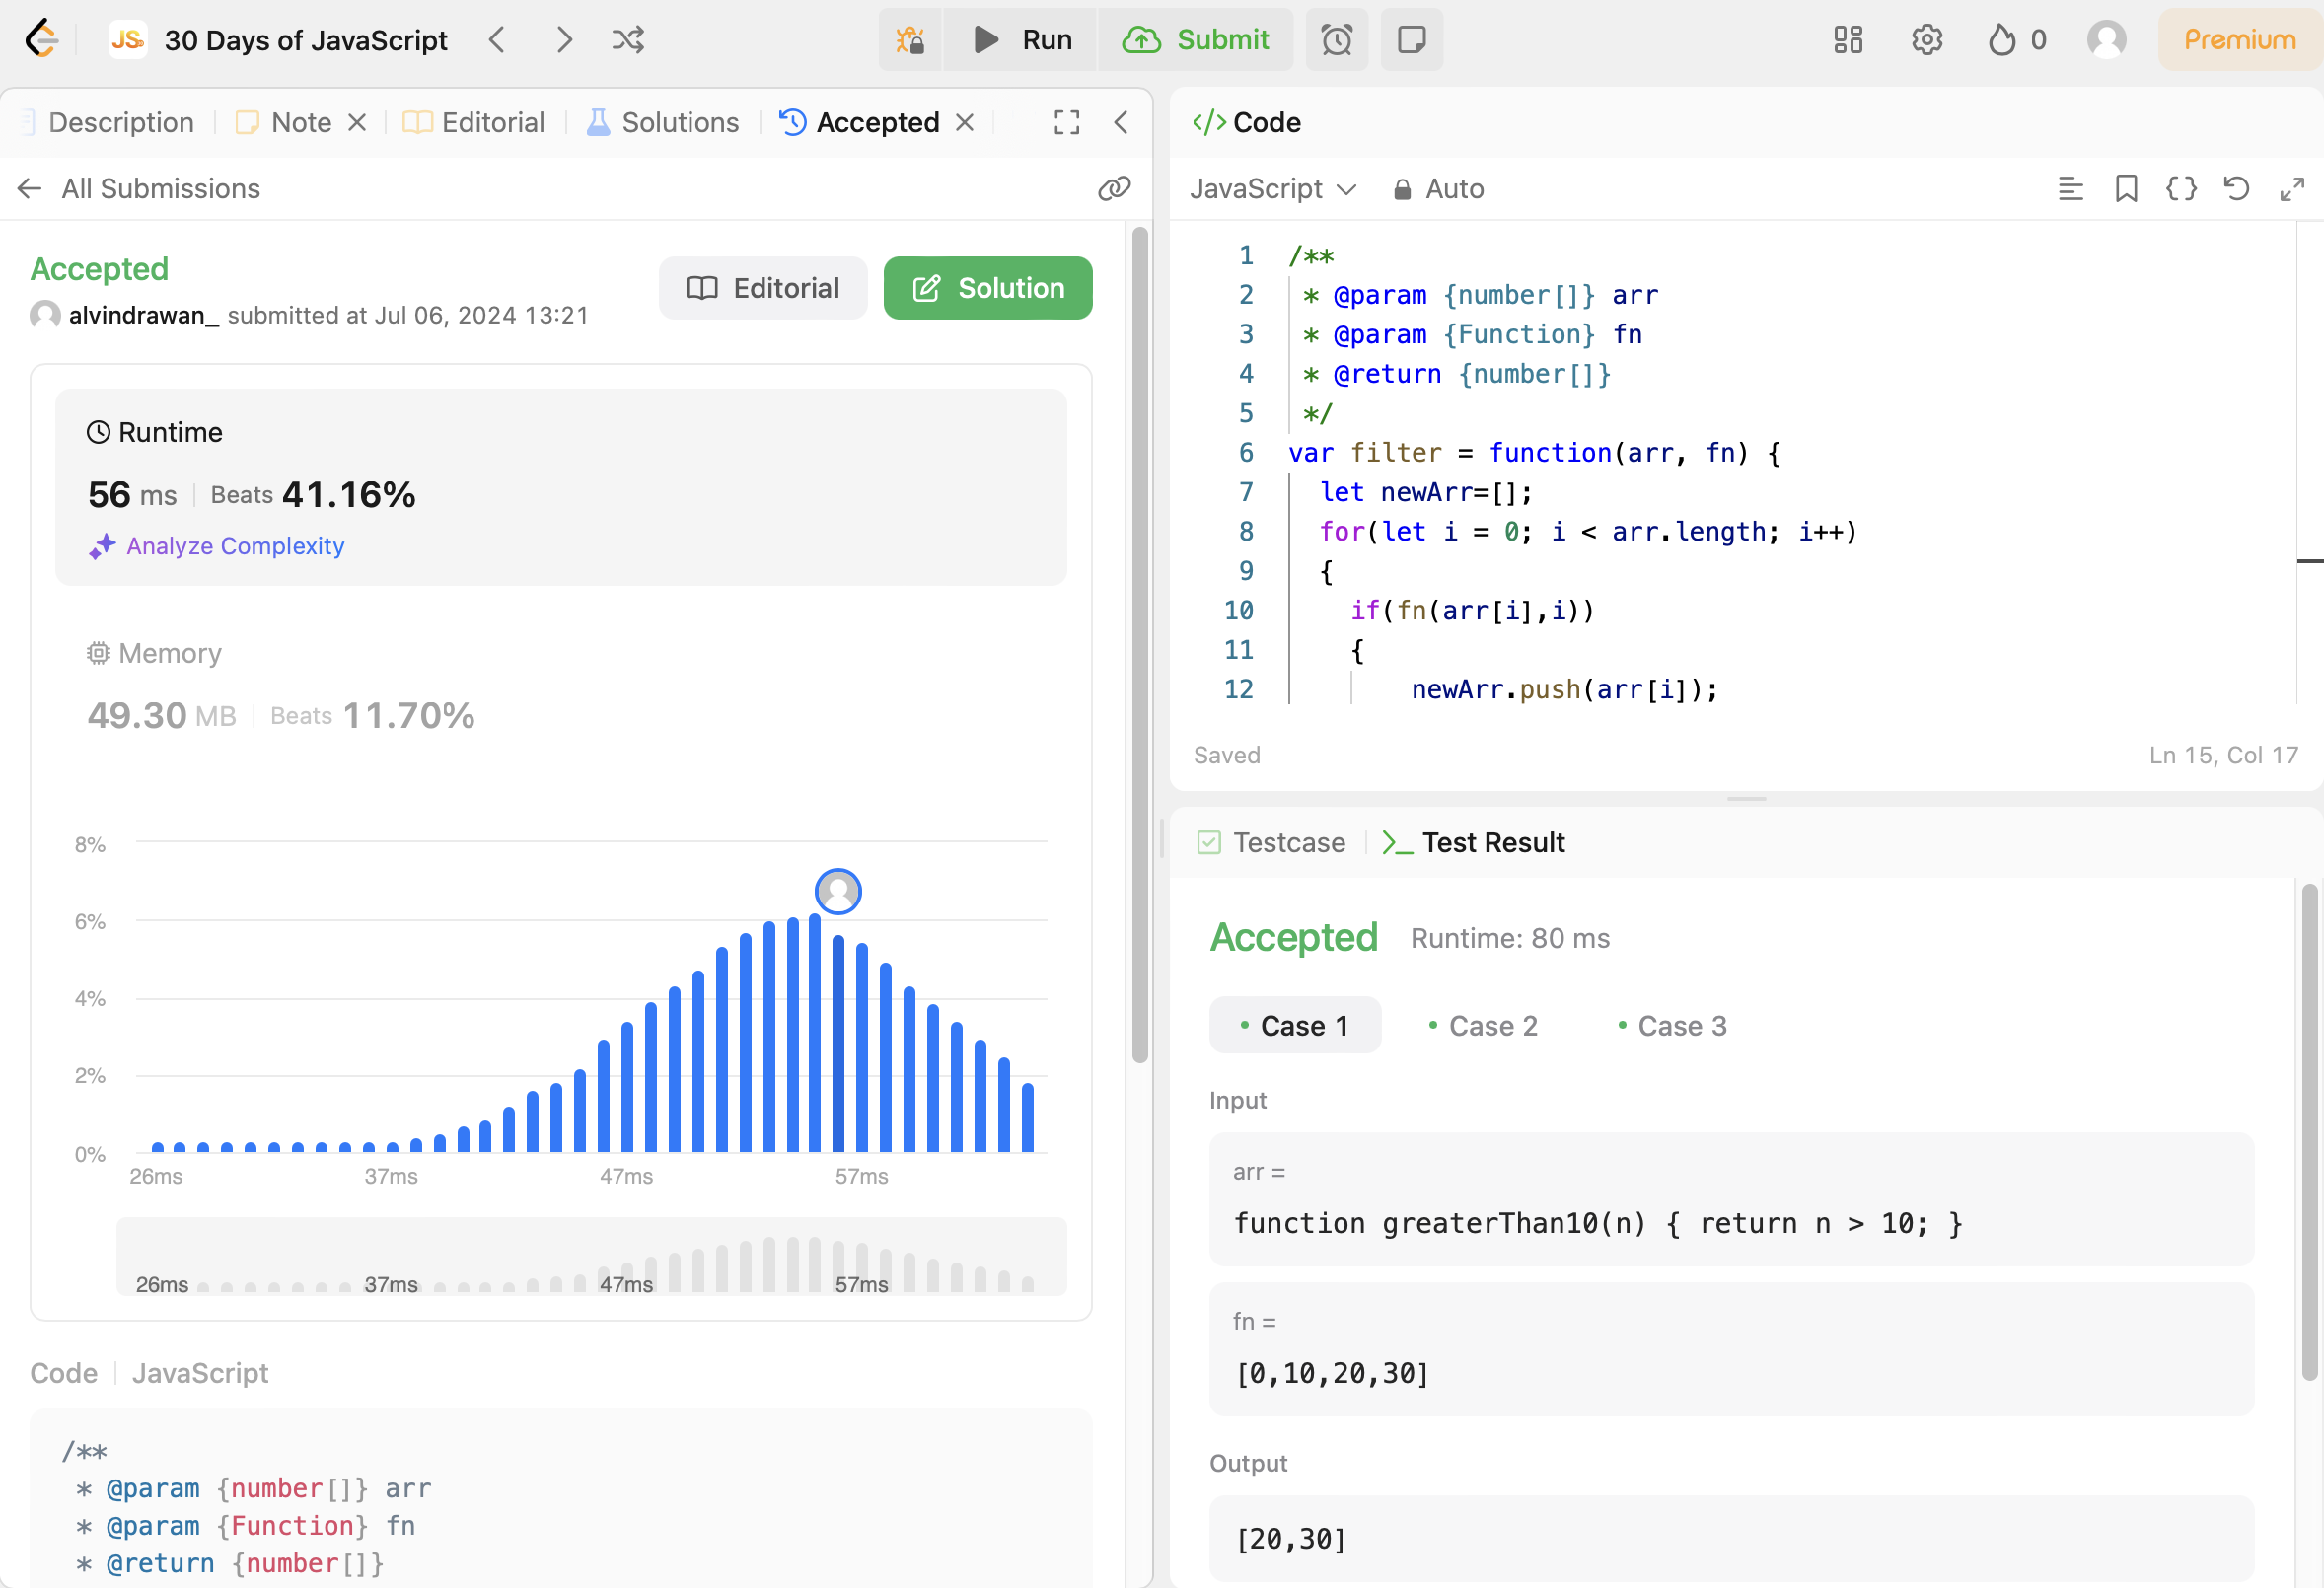 JS 30 Days of JavaScript
Run
Submit
0
Premium
Description
Note
Editorial
Solutions
Accepted
All Submissions
Accepted
alvindrawan_ submitted at Jul 06, 2024 13:21
Editorial
Solution
Runtime
56 ms
Beats 41.16%
Analyze Complexity
Memory
49.30 MB
Beats 11.70%
8%
6%
4%
2%
0%
26ms 37ms 47ms 57ms
26ms 37ms 47ms 57ms
Code JavaScript
/**
* @param {number[]} arr
* @param {Function} fn
* @return {number[]}
</> Code
JavaScript
Auto
1 /**
2 * @param {number[]} arr
3 * @param {Function} fn
4 * @return {number[]}
5 */
6 var filter = function(arr, fn) {
7 let newArr=[];
8 for(let i = 0; i < arr.length; i++)
9 {
10 if(fn(arr[i],i))
11 {
12 newArr.push(arr[i]);
Saved
Ln 15, Col 17
Testcase
>_ Test Result
Accepted Runtime: 80 ms
• Case 1 • Case 2 • Case 3
Input
arr =
function greaterThan10(n) { return n > 10; }
fn =
[0,10,20,30]
Output
[20,30]